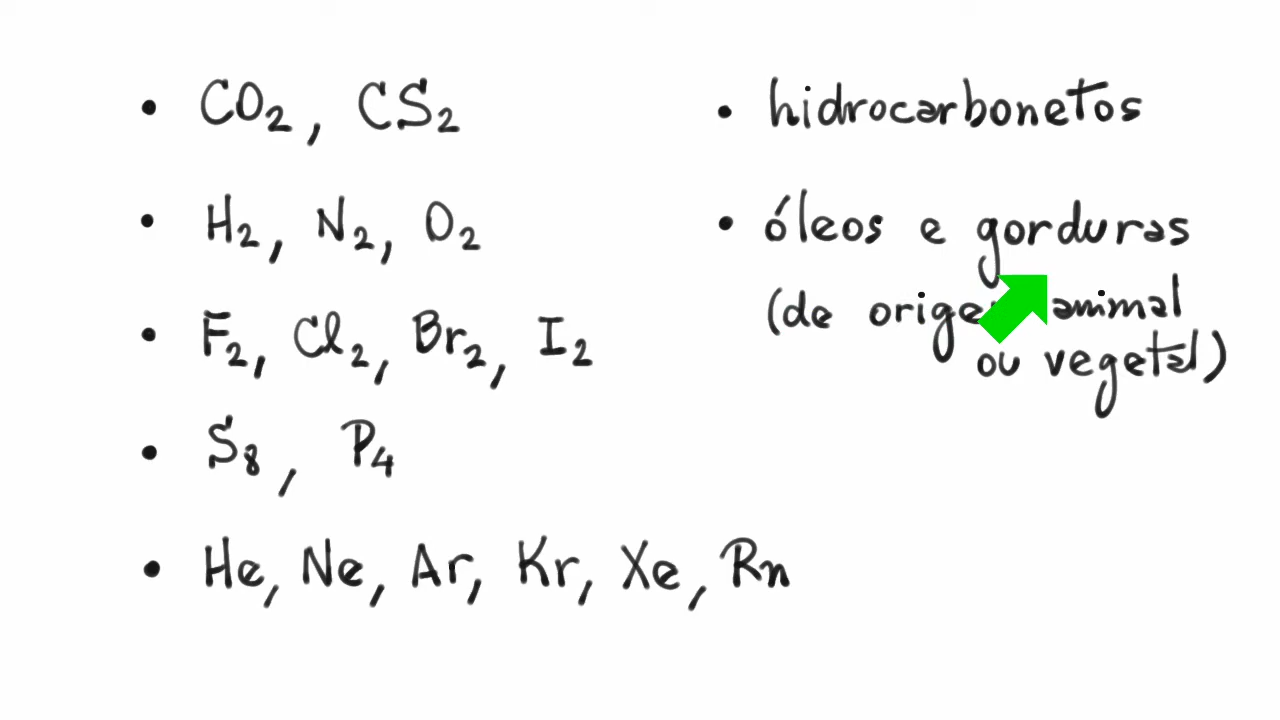 • CO₂, CS₂
• H₂, N₂, O₂
• F₂, Cl₂, Br₂, I₂
• S₈, P₄
• He, Ne, Ar, Kr, Xe, Rn
• hidrocarbonetos
• óleos e gorduras
(de origem animal
ou vegetal)